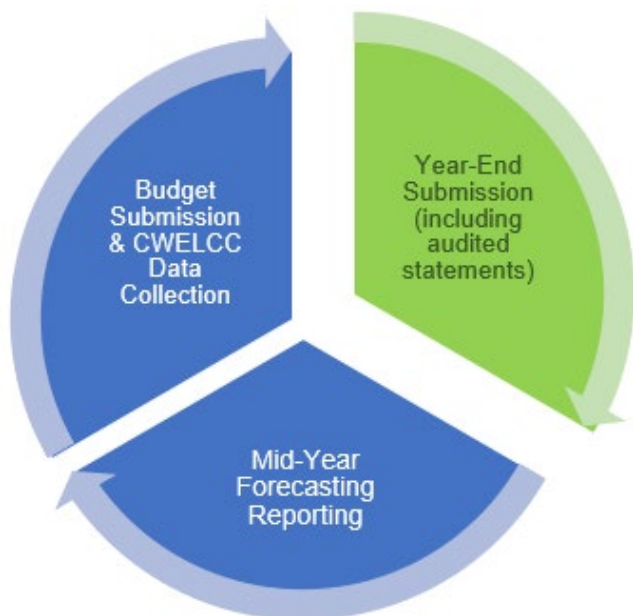 Budget
Submission
& CWELCC
Data
Collection
Year-End
Submission
(including
audited
statements)
Mid-Year
Forecasting
Reporting